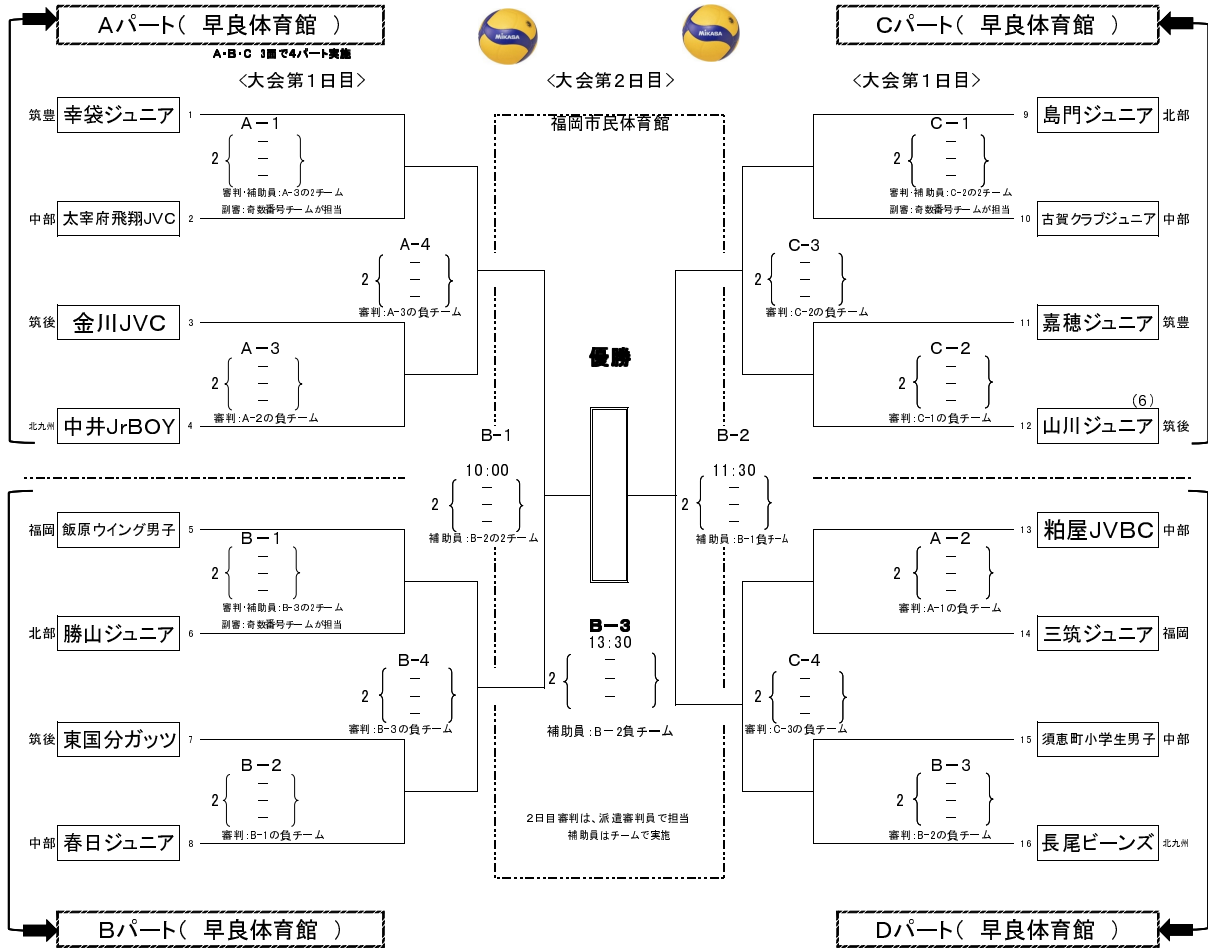 Aパート(　早良体育館　)
A・B・C 3面で4パート実施
MIKASA
MIKASA
Cパート(　早良体育館　)
<大会第1日目>
<大会第2日目>
<大会第1日目>
福岡市民体育館
筑豊 幸袋ジュニア 1
A－1
2
審判・補助員:A-3の2チーム
副審:奇数番号チームが担当
中部 太宰府飛翔JVC 2
A-4
2
審判:A-3の負チーム
筑後 金川JVC 3
A－3
2
審判:A-2の負チーム
北九州 中井JrBOY 4
福岡 飯原ウイング男子 5
B－1
2
審判・補助員:B-3の2チーム
副審:奇数番号チームが担当
北部 勝山ジュニア 6
B-4
2
審判:B-3の負チーム
筑後 東国分ガッツ 7
B－2
2
審判:B-1の負チーム
中部 春日ジュニア 8
優勝
B-1
10:00
2
補助員:B-2の2チーム
B-2
11:30
2
補助員:B-1負チーム
B－3
13:30
2
補助員:B－2負チーム
2日目審判は、派遣審判員で担当
補助員はチームで実施
9 島門ジュニア 北部
C－1
2
審判・補助員:C-2の2チーム
副審:奇数番号チームが担当
10 古賀クラブジュニア 中部
C-3
2
審判:C-2の負チーム
11 嘉穂ジュニア 筑豊
C－2
2
審判:C-1の負チーム
(6)
12 山川ジュニア 筑後
13 粕屋JVBC 中部
A－2
2
審判:A-1の負チーム
14 三筑ジュニア 福岡
C-4
2
審判:C-3の負チーム
15 須恵町小学生男子 中部
B－3
2
審判:B-2の負チーム
16 長尾ビーンズ 北九州
Bパート(　早良体育館　)
Dパート(　早良体育館　)